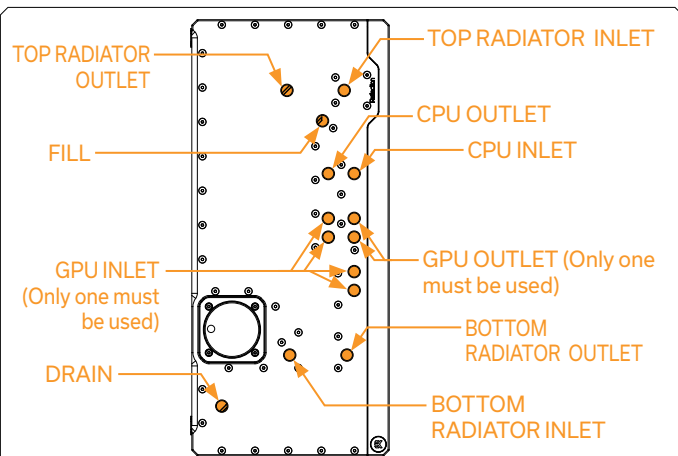 TOP RADIATOR
OUTLET
TOP RADIATOR INLET
CPU OUTLET
FILL
CPU INLET
GPU INLET
(Only one must
be used)
GPU OUTLET (Only one
must be used)
BOTTOM
RADIATOR OUTLET
DRAIN
BOTTOM
RADIATOR INLET